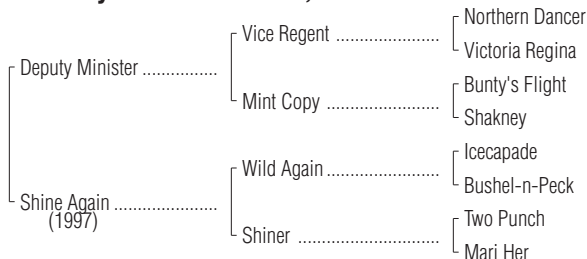 Northern Dancer
Vice Regent
Victoria Regina
Deputy Minister
Bunty's Flight
Mint Copy
Shakney
Icecapade
Wild Again
Bushel-n-Peck
Shine Again
(1997)
Two Punch
Shiner
Mari Her